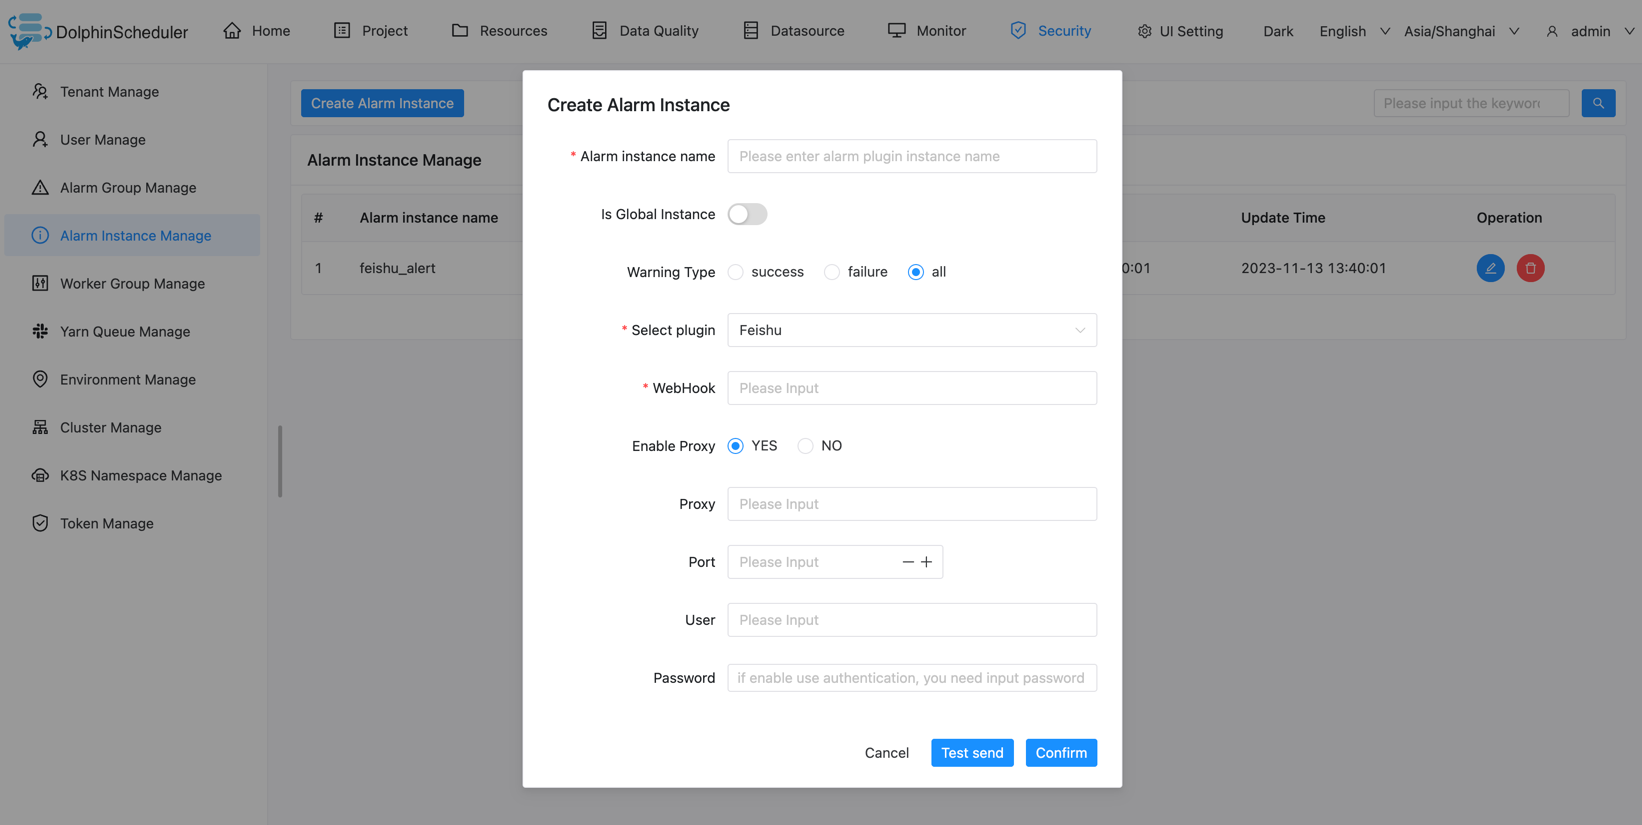 DolphinScheduler Home Project Resources Data Quality Datasource Monitor Security UI Setting Dark English Asia/Shanghai admin
Tenant Manage
User Manage
Alarm Group Manage
Alarm Instance Manage
Worker Group Manage
Yarn Queue Manage
Environment Manage
Cluster Manage
K8S Namespace Manage
Token Manage
Create Alarm Instance
Please input the keyword
Alarm Instance Manage
# Alarm instance name Update Time Operation
1 feishu_alert 0:01 2023-11-13 13:40:01
Create Alarm Instance
* Alarm instance name Please enter alarm plugin instance name
Is Global Instance
Warning Type success failure all
* Select plugin Feishu
* WebHook Please Input
Enable Proxy YES NO
Proxy Please Input
Port Please Input
User Please Input
Password if enable use authentication, you need input password
Cancel Test send Confirm